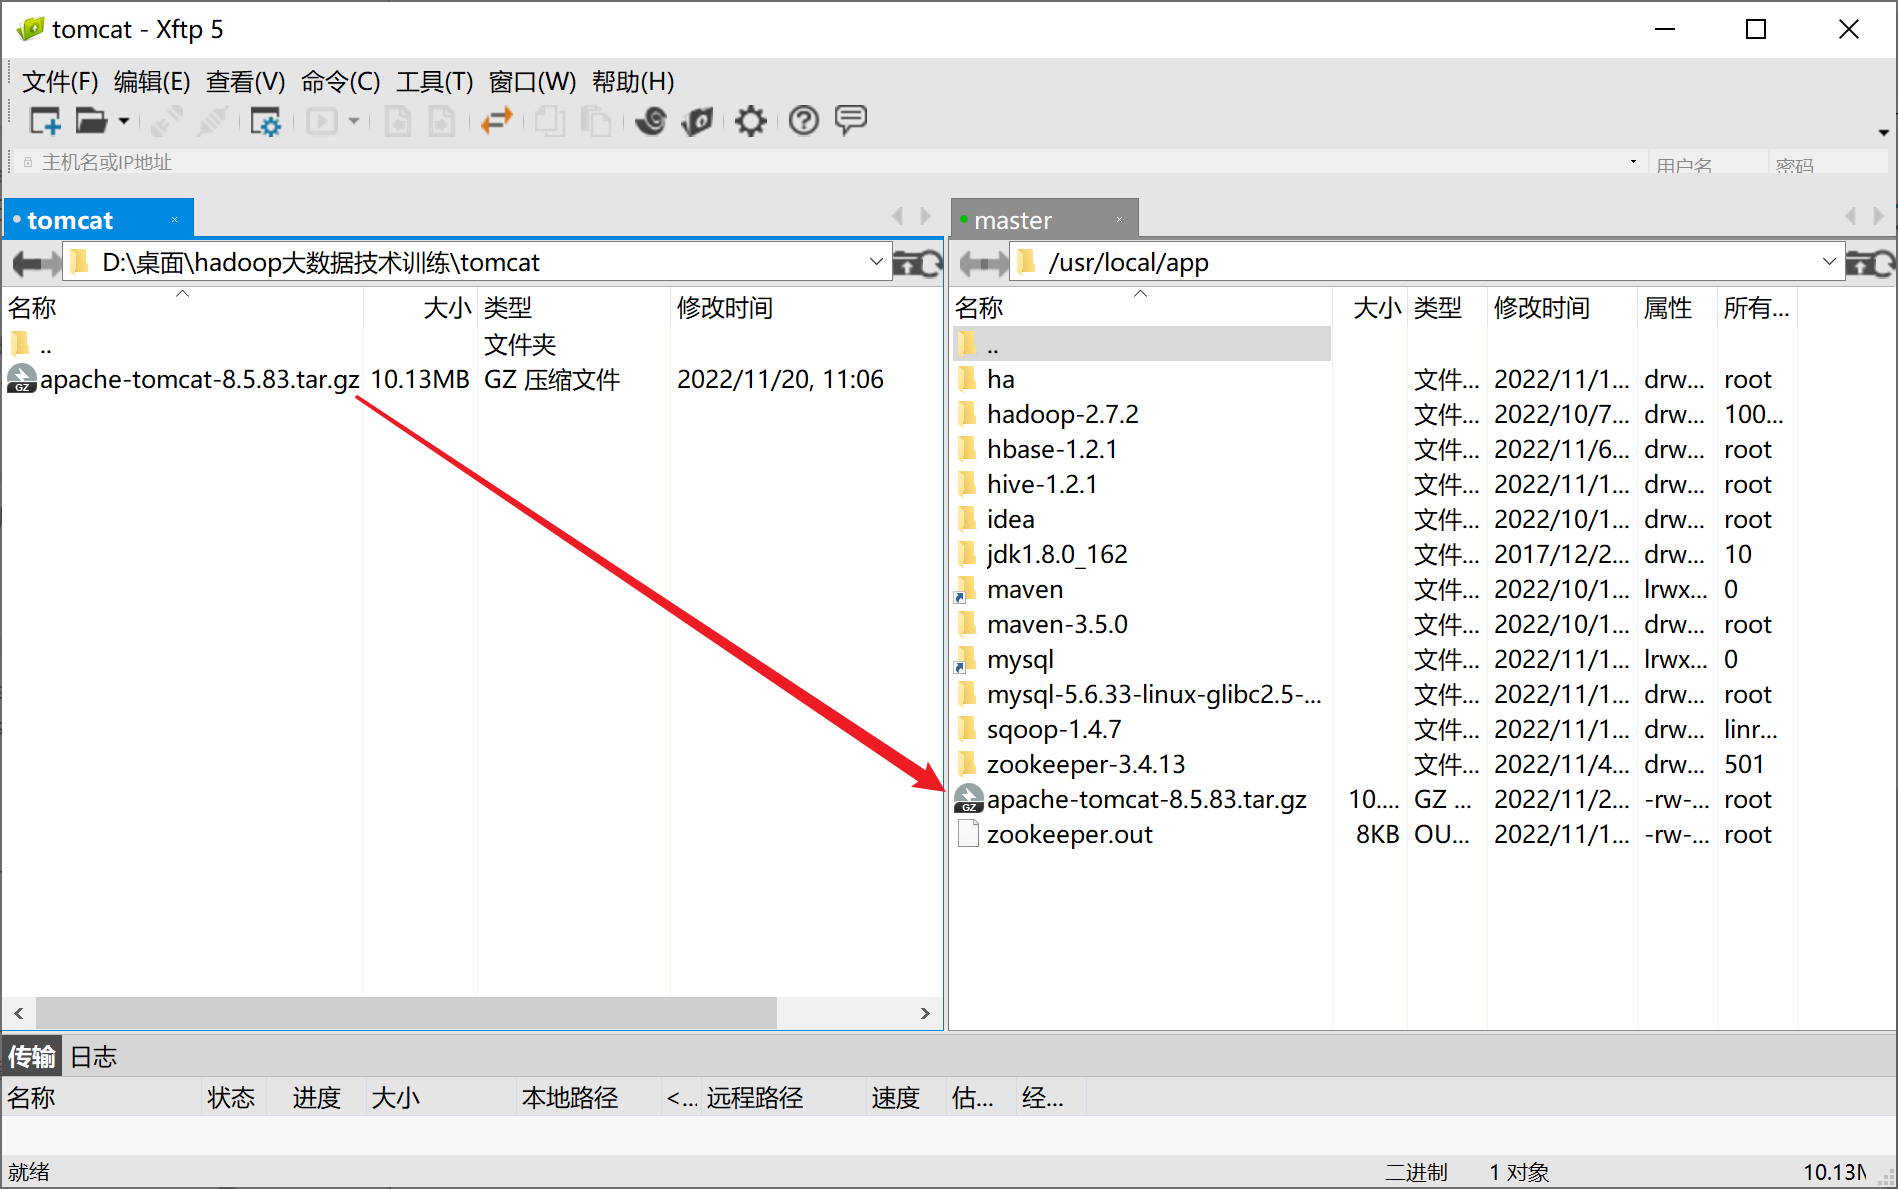 tomcat - Xftp 5
文件(F) 编辑(E) 查看(V) 命令(C) 工具(T) 窗口(W) 帮助(H)
主机名或IP地址 用户名 密码
tomcat
D:\桌面\hadoop大数据技术训练\tomcat
名称 大小 类型 修改时间
.. 文件夹
GZ apache-tomcat-8.5.83.tar.gz 10.13MB GZ 压缩文件 2022/11/20, 11:06
master
/usr/local/app
名称 大小 类型 修改时间 属性 所有...
..
ha 文件... 2022/11/1... drw... root
hadoop-2.7.2 文件... 2022/10/7... drw... 100...
hbase-1.2.1 文件... 2022/11/6... drw... root
hive-1.2.1 文件... 2022/11/1... drw... root
idea 文件... 2022/10/1... drw... root
jdk1.8.0_162 文件... 2017/12/2... drw... 10
maven 文件... 2022/10/1... lrwx... 0
maven-3.5.0 文件... 2022/10/1... drw... root
mysql 文件... 2022/11/1... lrwx... 0
mysql-5.6.33-linux-glibc2.5-... 文件... 2022/11/1... drw... root
sqoop-1.4.7 文件... 2022/11/1... drw... linr...
zookeeper-3.4.13 文件... 2022/11/4... drw... 501
GZ apache-tomcat-8.5.83.tar.gz 10.... GZ ... 2022/11/2... -rw-... root
zookeeper.out 8KB OU... 2022/11/1... -rw-... root
传输 日志
名称 状态 进度 大小 本地路径 <... 远程路径 速度 估... 经...
就绪 二进制 1 对象 10.13M